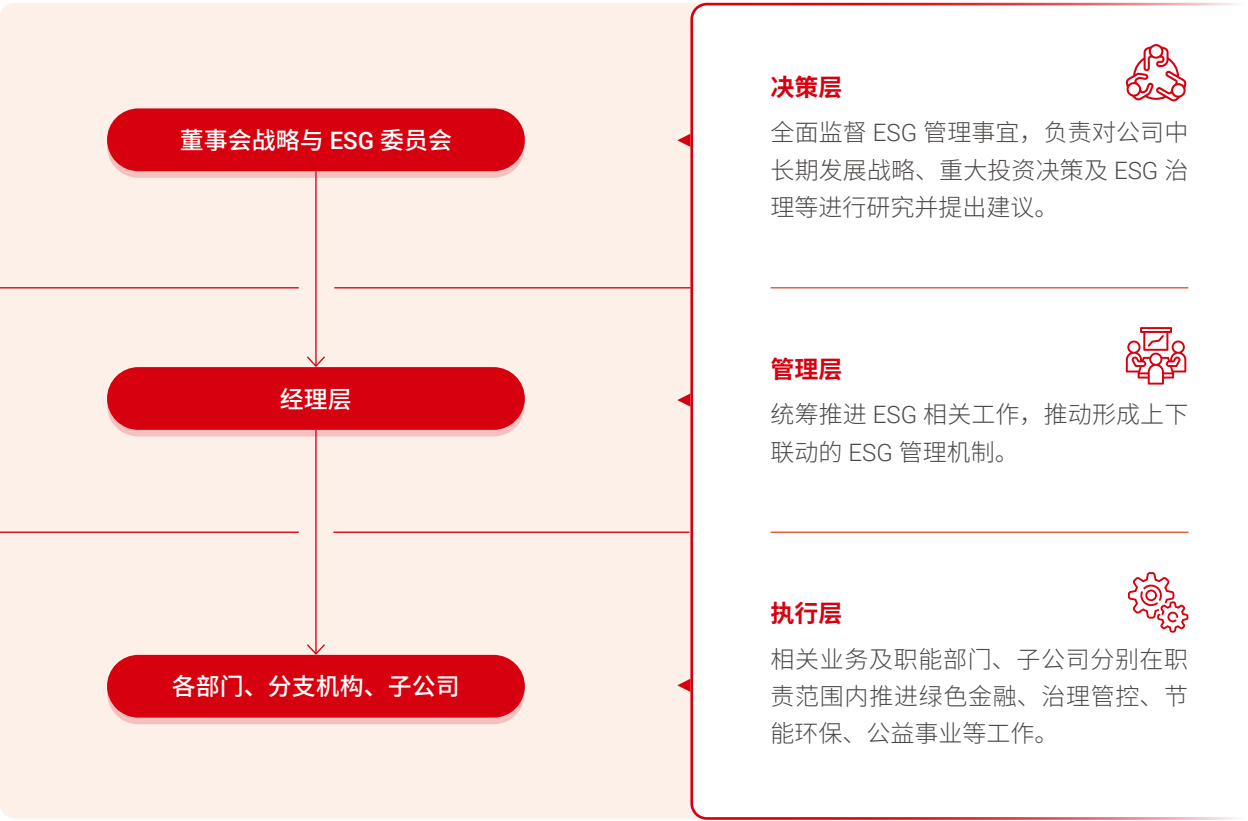 董事会战略与 ESG 委员会
决策层
全面监督 ESG 管理事宜，负责对公司中
长期发展战略、重大投资决策及 ESG 治
理等进行研究并提出建议。
经理层
管理层
统筹推进 ESG 相关工作，推动形成上下
联动的 ESG 管理机制。
各部门、分支机构、子公司
执行层
相关业务及职能部门、子公司分别在职
责范围内推进绿色金融、治理管控、节
能环保、公益事业等工作。